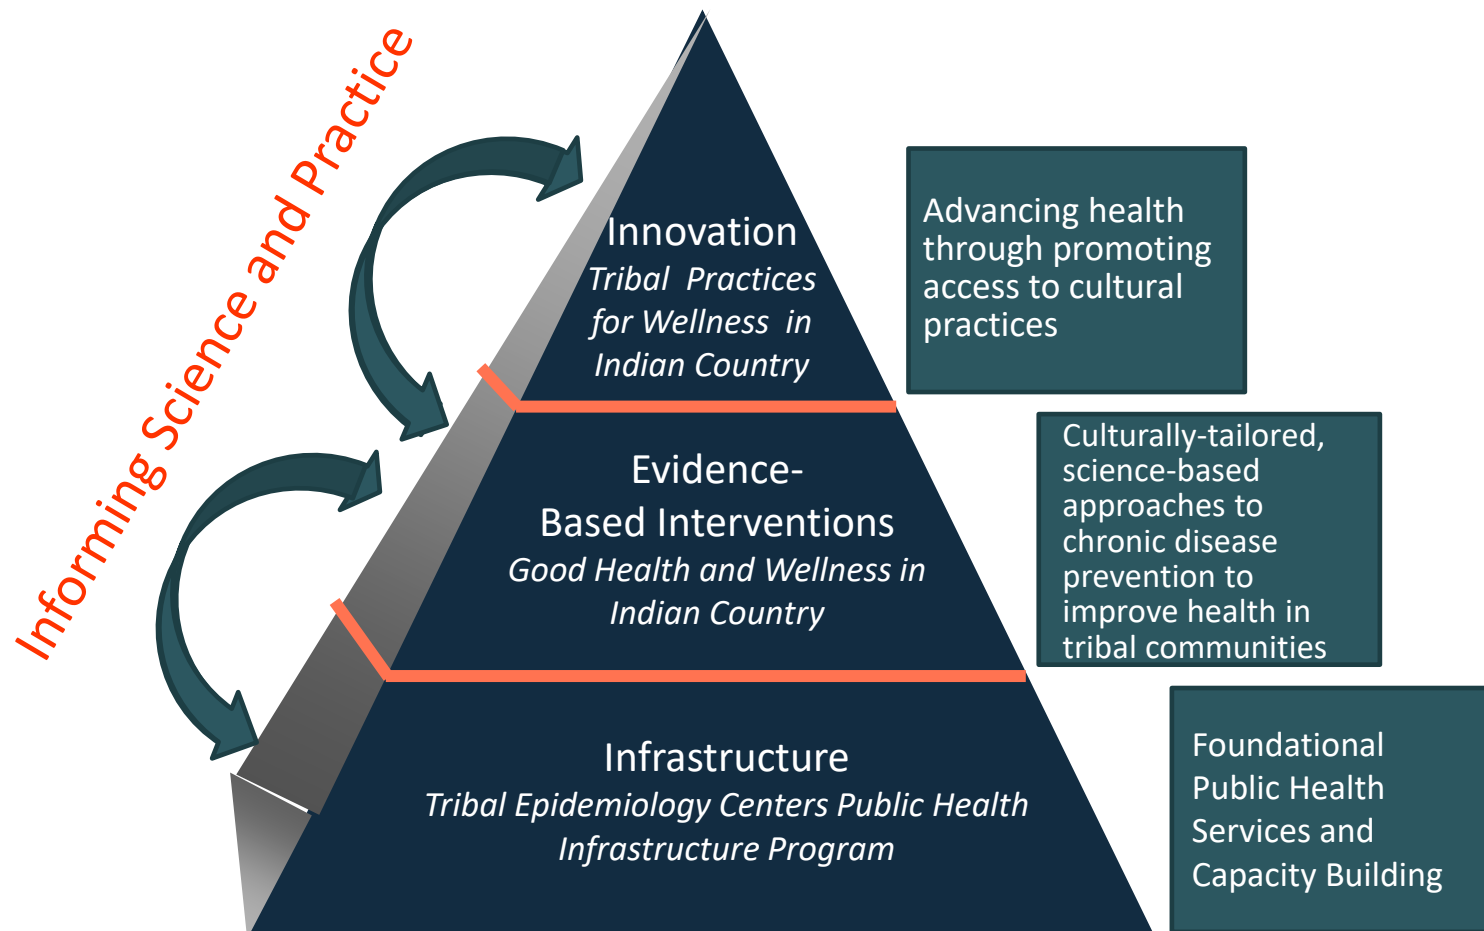 Informing Science and Practice
Innovation
Tribal Practices
for Wellness in
Indian Country
Advancing health
through promoting
access to cultural
practices
Evidence-
Based Interventions
Good Health and Wellness in
Indian Country
Culturally-tailored,
science-based
approaches to
chronic disease
prevention to
improve health in
tribal communities
Infrastructure
Tribal Epidemiology Centers Public Health
Infrastructure Program
Foundational
Public Health
Services and
Capacity Building